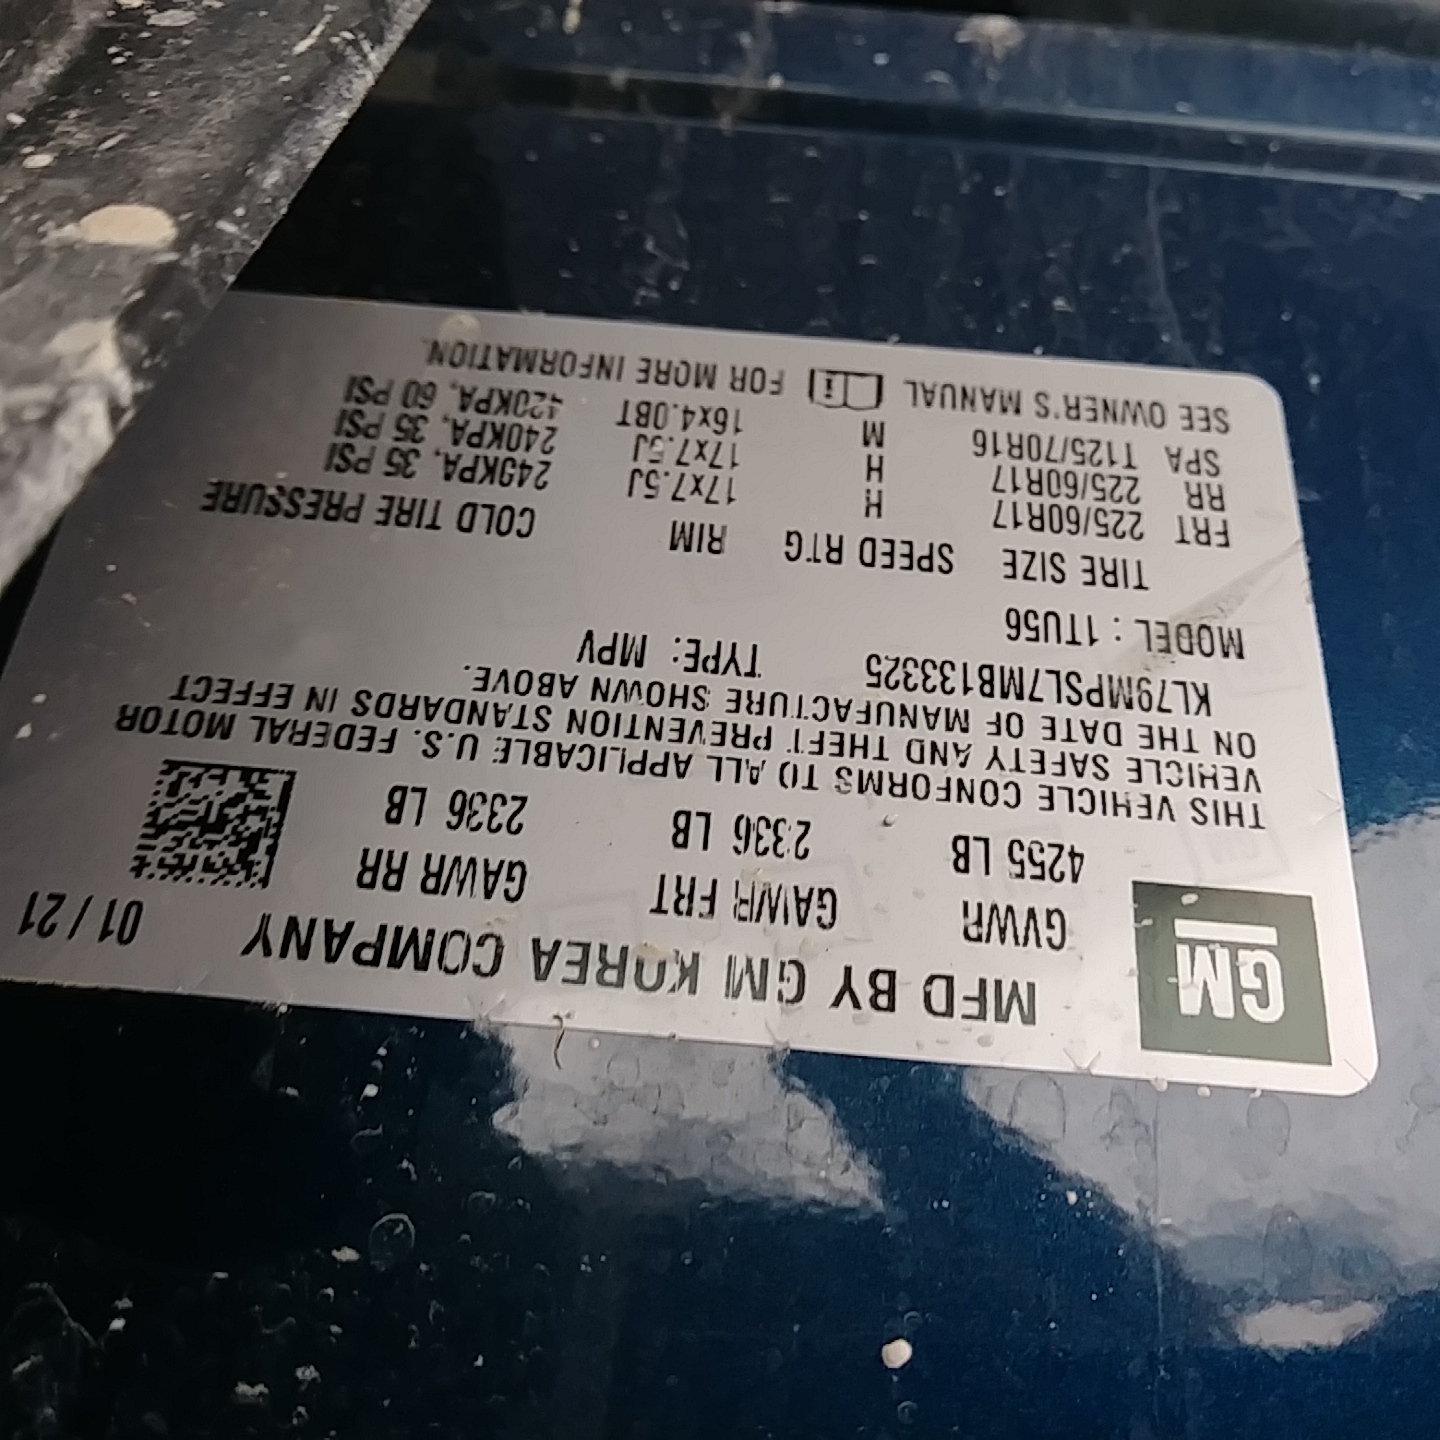 GM
MFD BY GM KOREA COMPANY 01/21
GVWR GAWR FRT GAWR RR
4255 LB 2336 LB 2336 LB
THIS VEHICLE CONFORMS TO ALL APPLICABLE U.S. FEDERAL MOTOR
VEHICLE SAFETY AND THEFT PREVENTION STANDARDS IN EFFECT
ON THE DATE OF MANUFACTURE SHOWN ABOVE.
KL79MPSL7MB133325 TYPE: MPV
MODEL : 1TU56
TIRE SIZE SPEED RTG RIM COLD TIRE PRESSURE
FRT 225/60R17 H 17x7.5J 240KPA, 35 PSI
RR 225/60R17 H 17x7.5J 240KPA, 35 PSI
SPA T125/70R16 M 16x4.0BT 420KPA, 60 PSI
SEE OWNER'S MANUAL i FOR MORE INFORMATION.